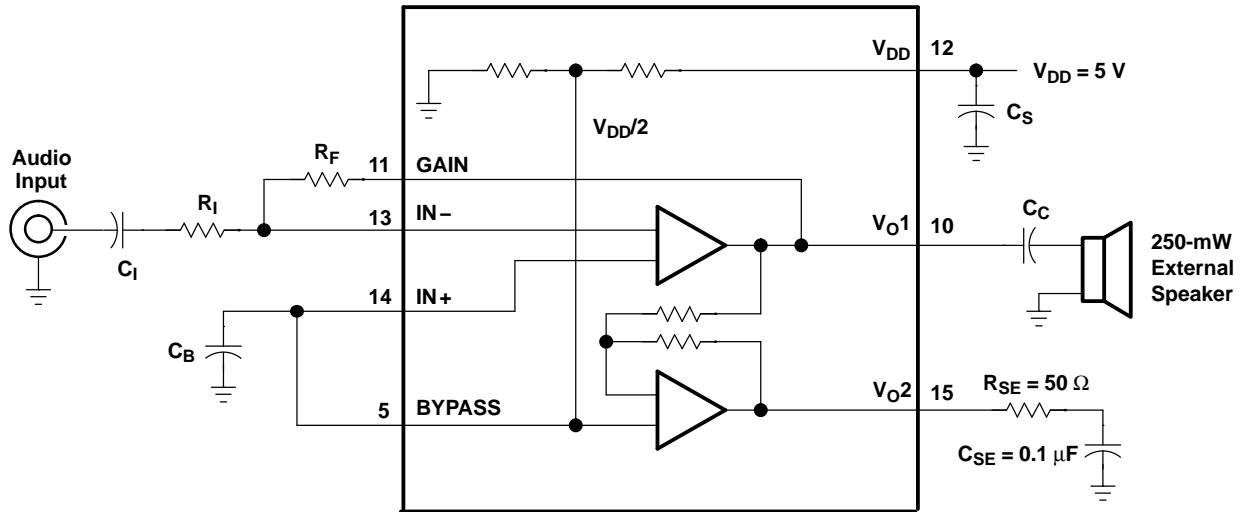 V_DD 12
V_DD = 5 V
C_S
V_DD/2
Audio
Input
R_F
11 GAIN
R_I
13 IN−
C_I
V_O1 10
C_C
250-mW
External
Speaker
14 IN+
C_B
5 BYPASS
V_O2 15
R_SE = 50 Ω
C_SE = 0.1 μF